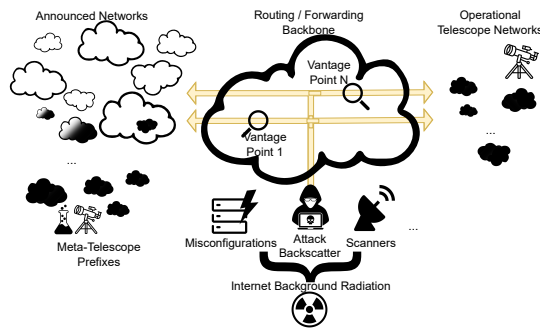 Announced Networks
Routing / Forwarding
Backbone
Operational
Telescope Networks
Vantage
Point N
Vantage
Point 1
...
...
Meta-Telescope
Prefixes
Misconfigurations
Attack
Backscatter
Scanners
...
Internet Background Radiation